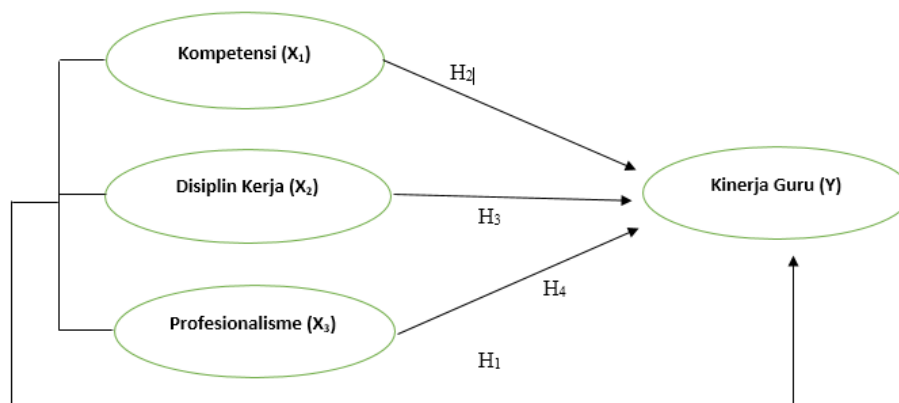 Kompetensi (X₁)
H₂|
Disiplin Kerja (X₂)
Kinerja Guru (Y)
H₃
H₄
Profesionalisme (X₃)
H₁